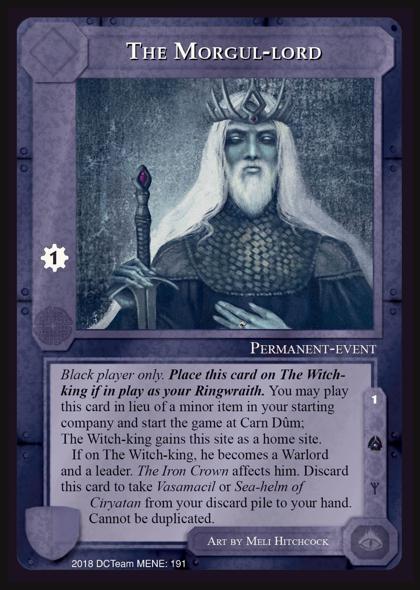 The Morgul-lord
1
Permanent-event
Black player only. Place this card on The Witch-
king if in play as your Ringwraith. You may play
this card in lieu of a minor item in your starting
company and start the game at Carn Dûm;
The Witch-king gains this site as a home site.
If on The Witch-king, he becomes a Warlord
and a leader. The Iron Crown affects him. Discard
this card to take Vasamacil or Sea-helm of
Ciryatan from your discard pile to your hand.
Cannot be duplicated.
1
Art by Meli Hitchcock
2018 DCTeam MENE: 191